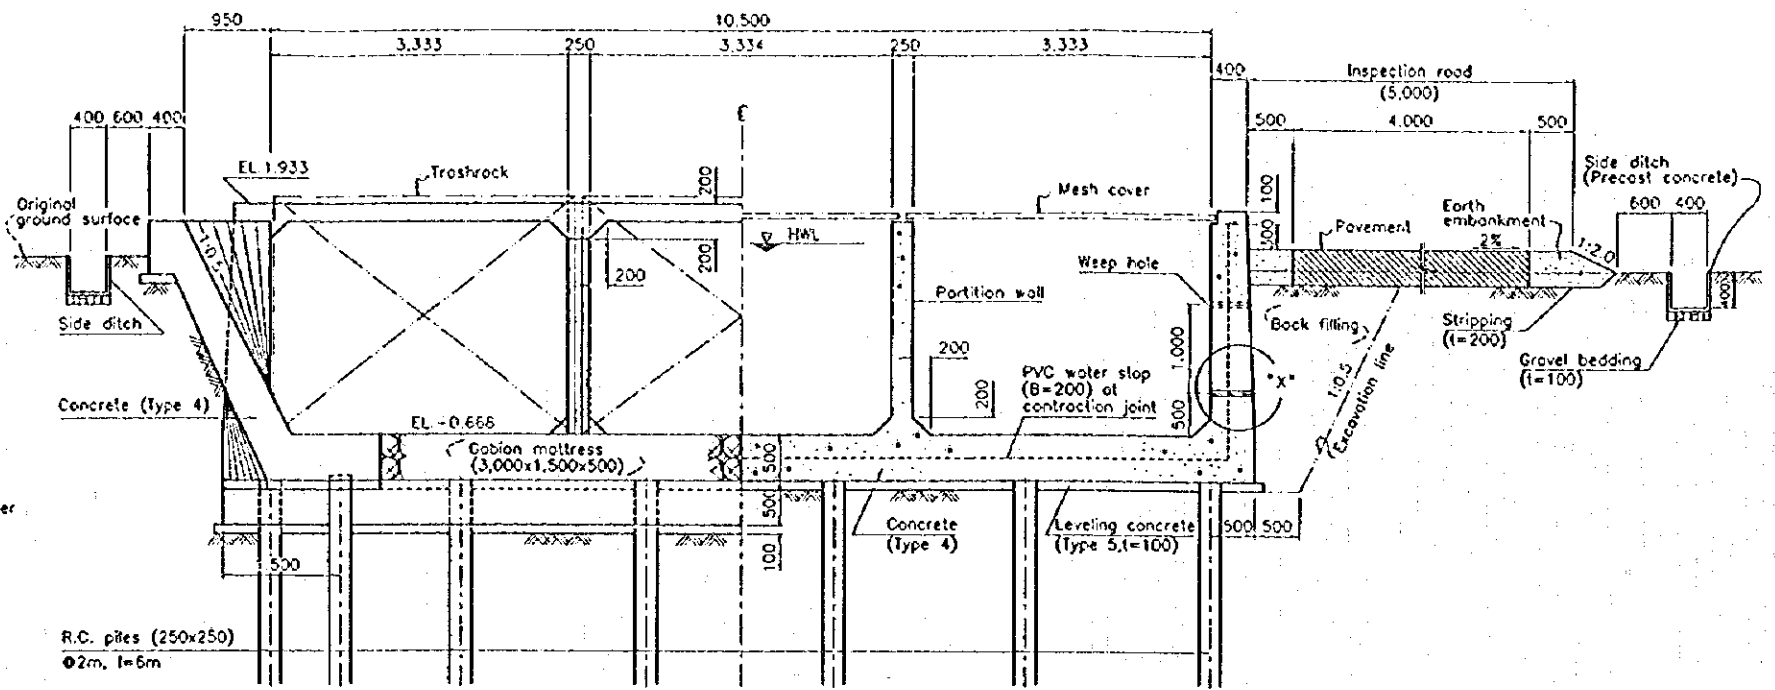 950
10.500
3.333
250
3.334
250
3.333
400
Inspection road
(5,000)
400
600
400
500
4.000
500
EL.1.933
Trashrock
200
Mesh cover
100
Side ditch
(Precast concrete)
Original
ground surface
Earth
embankment
600
400
1:0.5
HWL
500
Pavement
2%
1:2.0
200
200
Weep hole
Side ditch
Partition wall
Back filling
Stripping
(t=200)
400
Gravel bedding
(t=100)
200
1.000
"X"
1:0.5
PVC water stop
(B=200) at
contraction joint
200
Concrete (Type 4)
500
Excavation line
EL.-0.668
Gabion mattress
(3,000x1,500x500)
500
er
500
Concrete
(Type 4)
Leveling concrete
(Type 5,t=100)
500
500
100
R.C. piles (250x250)
@2m, l=6m